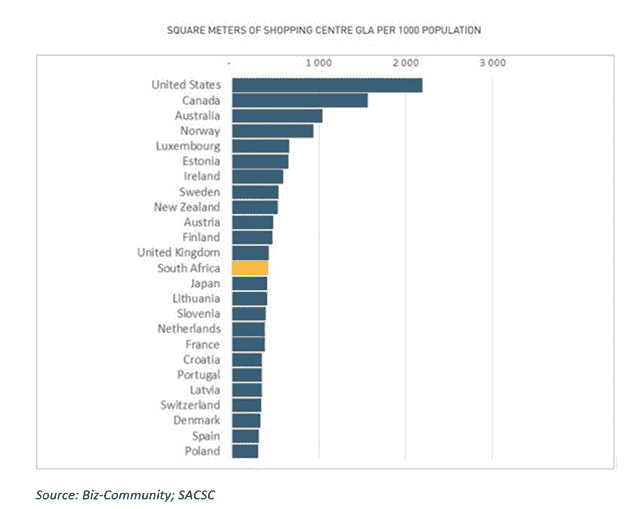 SQUARE METERS OF SHOPPING CENTRE GLA PER 1000 POPULATION
- 1 000 2 000 3 000
United States
Canada
Australia
Norway
Luxembourg
Estonia
Ireland
Sweden
New Zealand
Austria
Finland
United Kingdom
South Africa
Japan
Lithuania
Slovenia
Netherlands
France
Croatia
Portugal
Latvia
Switzerland
Denmark
Spain
Poland
Source: Biz-Community; SACSC